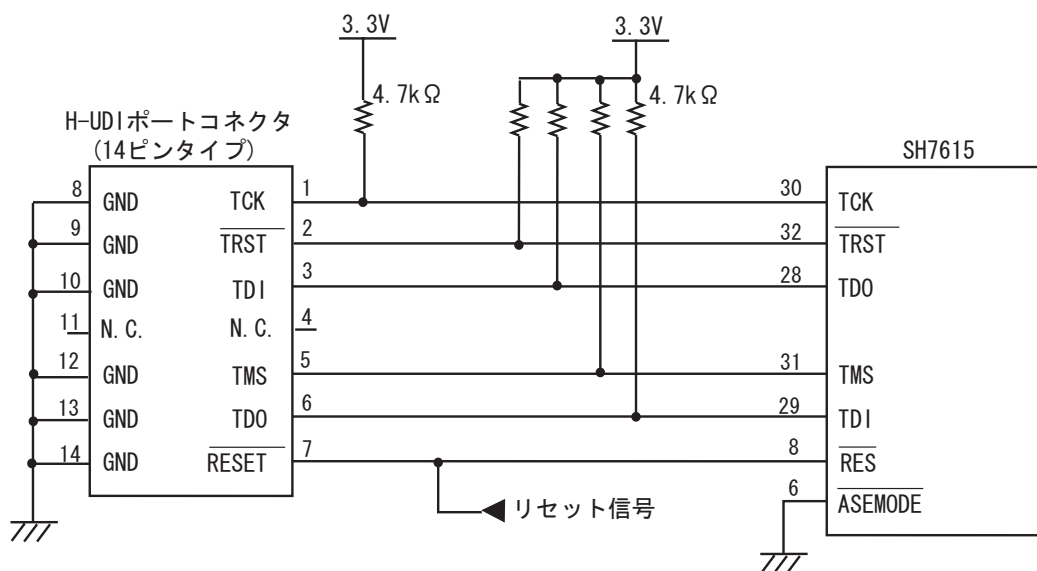 3.3V
3.3V
4.7kΩ
4.7kΩ
H-UDIポートコネクタ
(14ピンタイプ)
SH7615
8 GND TCK 1 30 TCK
9 GND TRST 2 32 TRST
10 GND TDI 3 28 TDO
11 N.C. N.C. 4
12 GND TMS 5 31 TMS
13 GND TDO 6 29 TDI
14 GND RESET 7 8 RES
6 ASEMODE
リセット信号